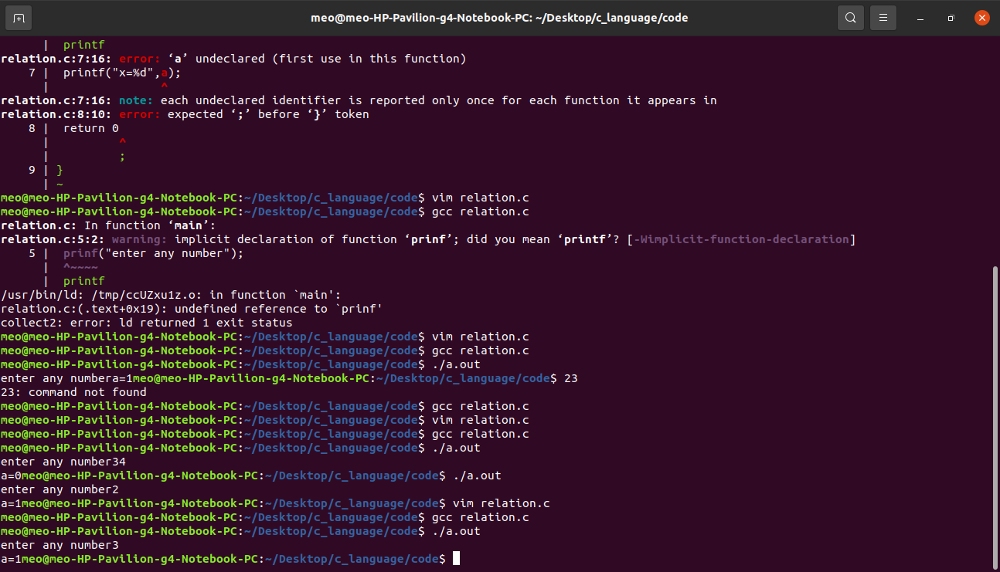 meo@meo-HP-Pavilion-g4-Notebook-PC: ~/Desktop/c_language/code
      |  printf
relation.c:7:16: error: ‘a’ undeclared (first use in this function)
    7 |  printf("x=%d",a);
      |                ^
relation.c:7:16: note: each undeclared identifier is reported only once for each function it appears in
relation.c:8:10: error: expected ‘;’ before ‘}’ token
    8 |  return 0
      |          ^
      |          ;
    9 | }
      | ~
meo@meo-HP-Pavilion-g4-Notebook-PC:~/Desktop/c_language/code$ vim relation.c
meo@meo-HP-Pavilion-g4-Notebook-PC:~/Desktop/c_language/code$ gcc relation.c
relation.c: In function ‘main’:
relation.c:5:2: warning: implicit declaration of function ‘prinf’; did you mean ‘printf’? [-Wimplicit-function-declaration]
    5 |  prinf("enter any number");
      |  ^~~~~
      |  printf
/usr/bin/ld: /tmp/ccUZxu1z.o: in function `main':
relation.c:(.text+0x19): undefined reference to `prinf'
collect2: error: ld returned 1 exit status
meo@meo-HP-Pavilion-g4-Notebook-PC:~/Desktop/c_language/code$ vim relation.c
meo@meo-HP-Pavilion-g4-Notebook-PC:~/Desktop/c_language/code$ gcc relation.c
meo@meo-HP-Pavilion-g4-Notebook-PC:~/Desktop/c_language/code$ ./a.out
enter any numbera=1meo@meo-HP-Pavilion-g4-Notebook-PC:~/Desktop/c_language/code$ 23
23: command not found
meo@meo-HP-Pavilion-g4-Notebook-PC:~/Desktop/c_language/code$ gcc relation.c
meo@meo-HP-Pavilion-g4-Notebook-PC:~/Desktop/c_language/code$ vim relation.c
meo@meo-HP-Pavilion-g4-Notebook-PC:~/Desktop/c_language/code$ gcc relation.c
meo@meo-HP-Pavilion-g4-Notebook-PC:~/Desktop/c_language/code$ ./a.out
enter any number34
a=0meo@meo-HP-Pavilion-g4-Notebook-PC:~/Desktop/c_language/code$ ./a.out
enter any number2
a=1meo@meo-HP-Pavilion-g4-Notebook-PC:~/Desktop/c_language/code$ vim relation.c
meo@meo-HP-Pavilion-g4-Notebook-PC:~/Desktop/c_language/code$ gcc relation.c
meo@meo-HP-Pavilion-g4-Notebook-PC:~/Desktop/c_language/code$ ./a.out
enter any number3
a=1meo@meo-HP-Pavilion-g4-Notebook-PC:~/Desktop/c_language/code$